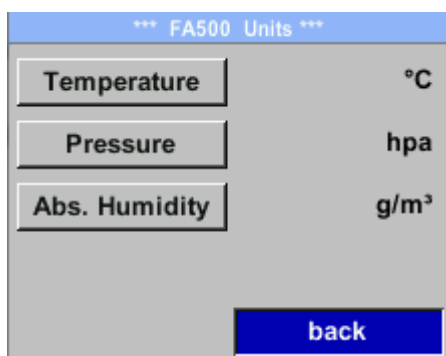 *** FA500 Units ***
Temperature °C
Pressure hpa
Abs. Humidity g/m³
back